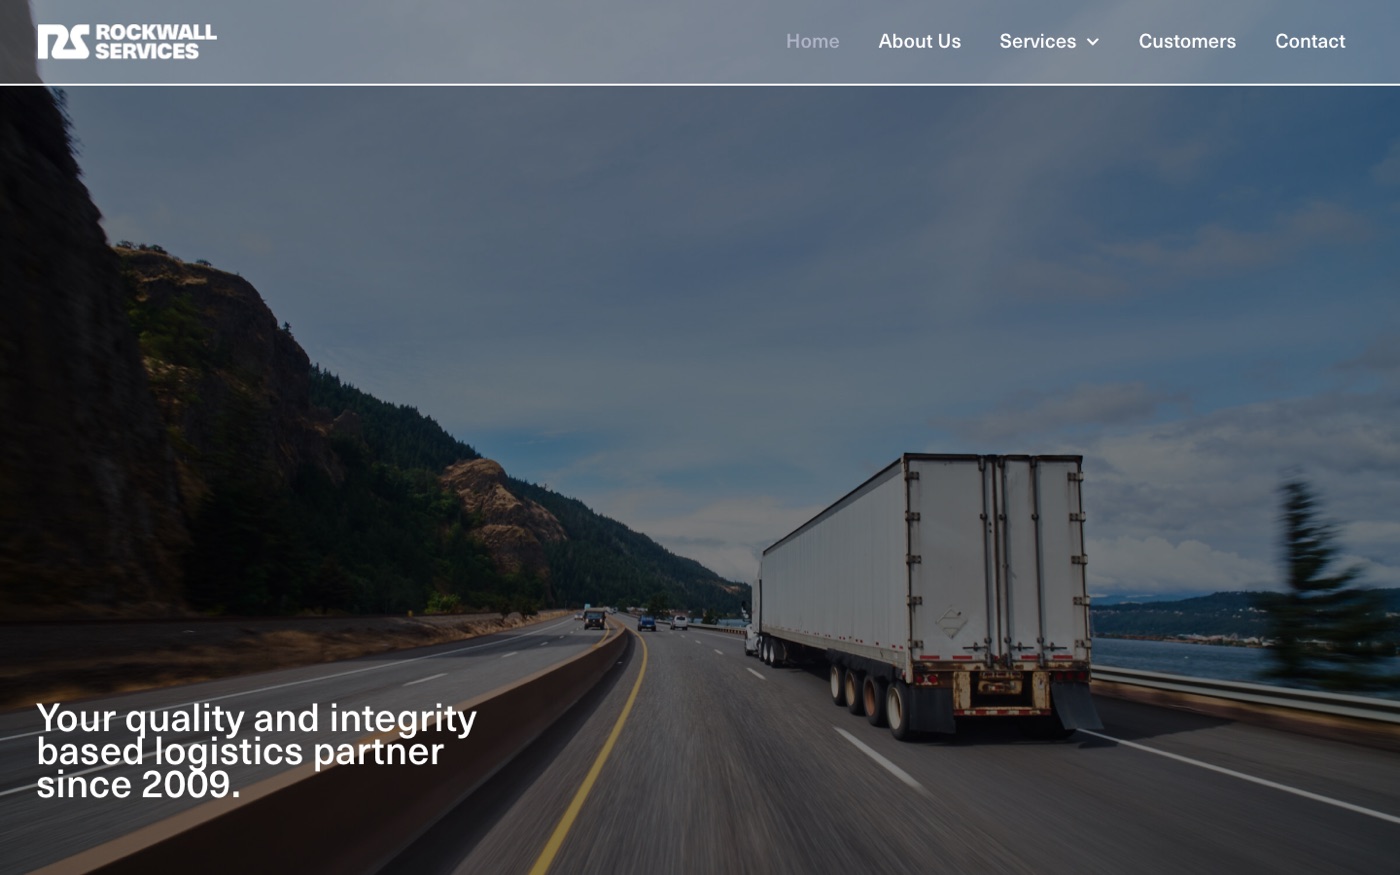 ROCKWALL
SERVICES
Home
About Us
Services
Customers
Contact
Your quality and integrity
based logistics partner
since 2009.